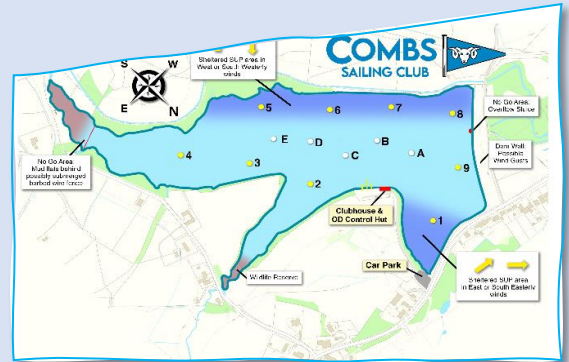 COMBS
SAILING CLUB
Sheltered SUP area in
West or South Westerly
winds
S
W
E
N
No Go Area
Overflow Sluice
Dam Wall:
Possible
Wind Gusts
5
6
7
8
E
D
B
C
A
4
3
2
9
1
No Go Area
Mud flats behind
possibly submerged
barbed wire fence
Clubhouse &
OD Control Hut
Wildlife Reserve
Car Park
Sheltered SUP area
in East or South Easterly
winds